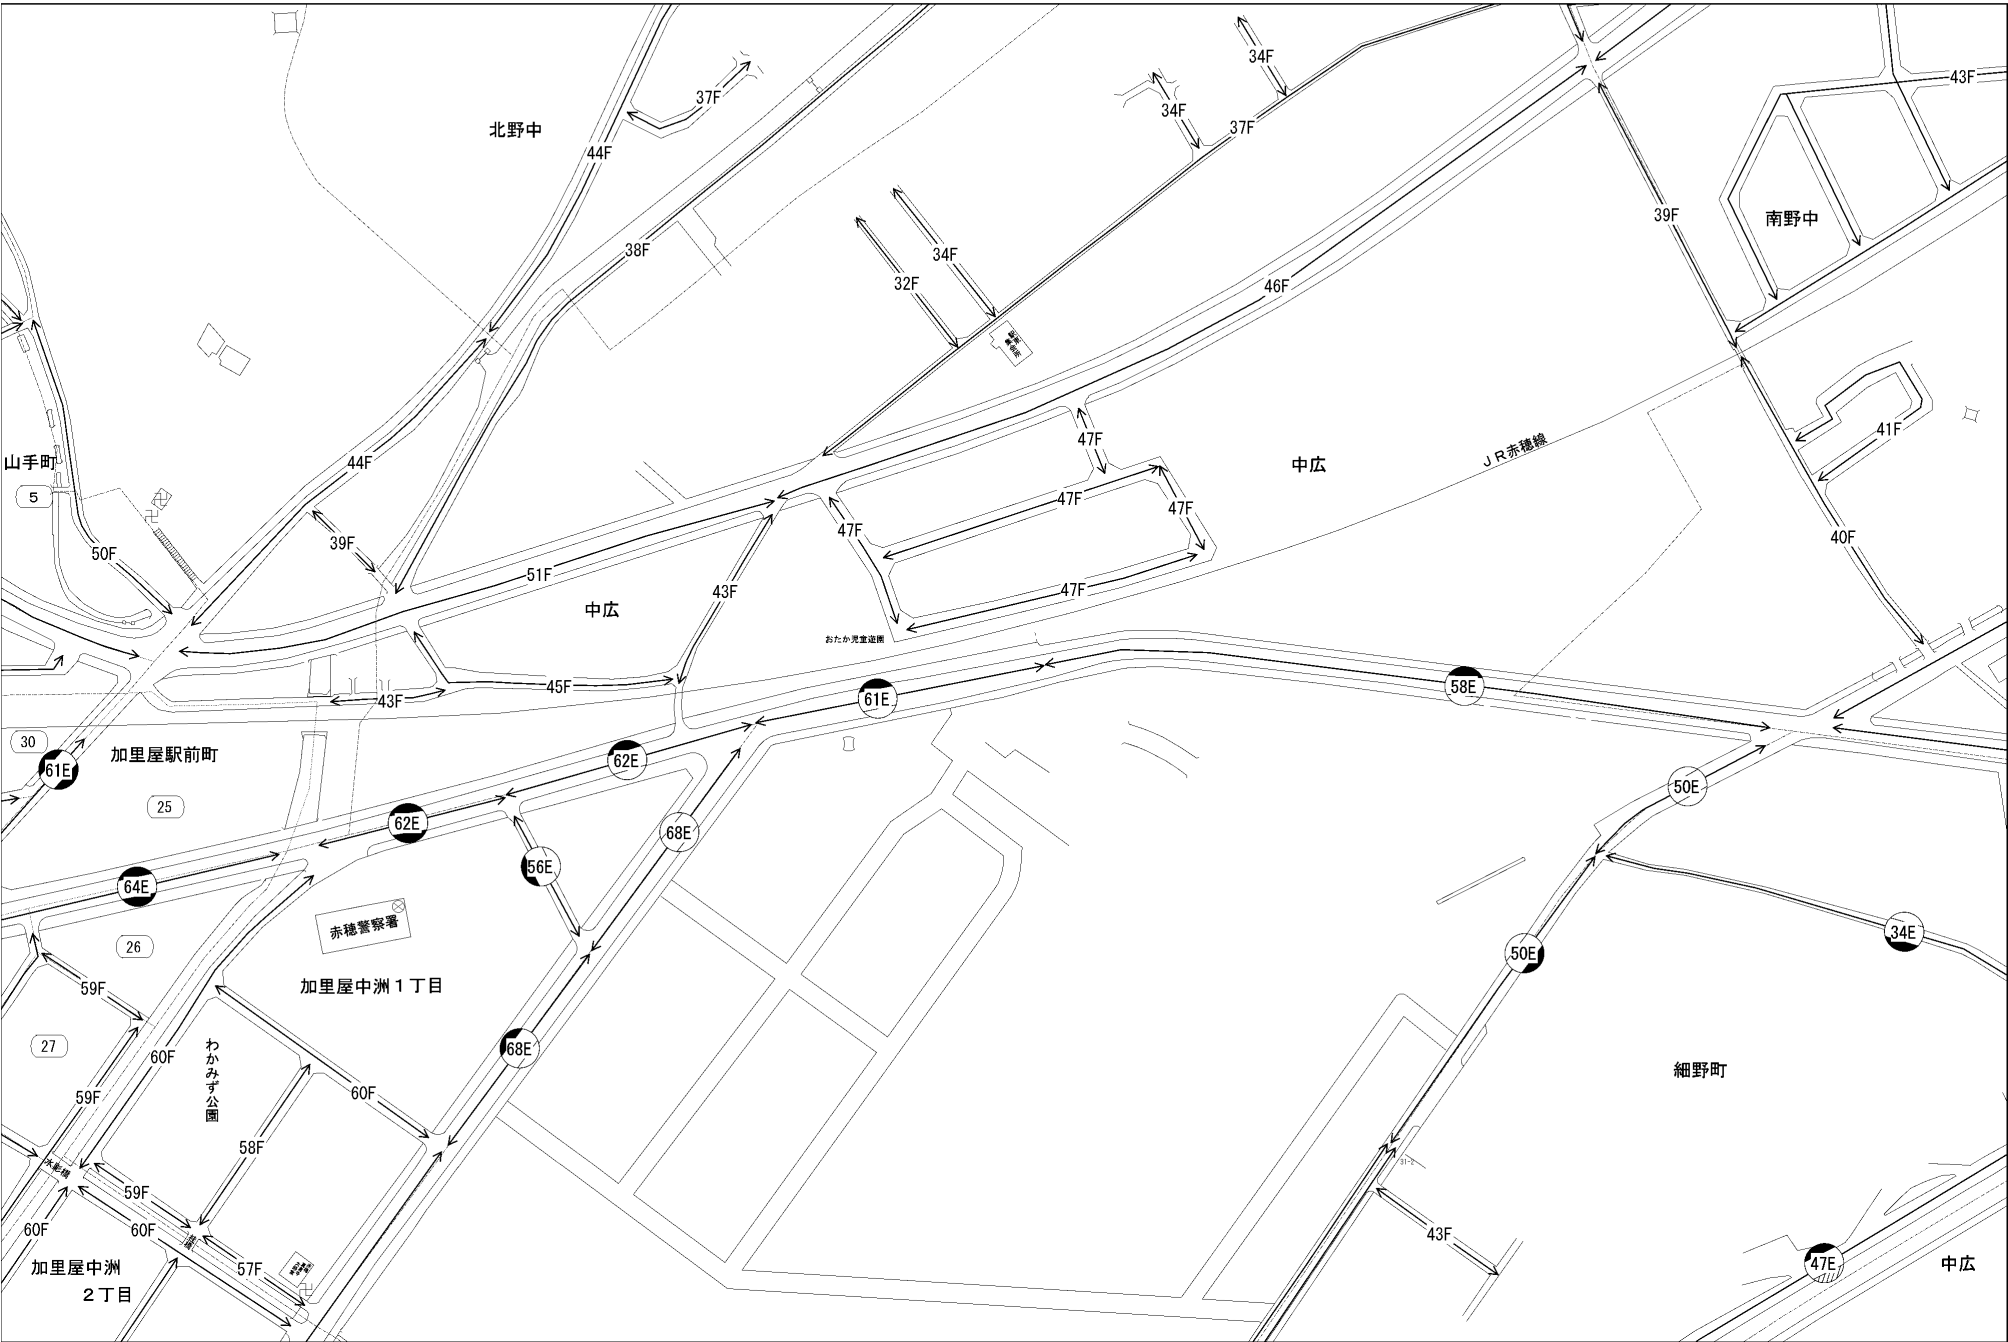 34F
43F
37F
34F
37F
北野中
44F
39F
南野中
38F
34F
32F
46F
41F
47F
ＪＲ赤穂線
中広
山手町
44F
5
47F
47F
47F
40F
39F
50F
51F
43F
47F
中広
おたか児童遊園
45F
43F
61E
58E
30
加里屋駅前町
61E
62E
50E
25
62E
68E
56E
64E
34E
赤穂警察署
26
50E
加里屋中洲１丁目
59F
27
68E
60F
わかみず公園
細野町
60F
59F
58F
31-2
水彰橋
59F
60F
60F
43F
57F
47E
加里屋中洲
２丁目
中広